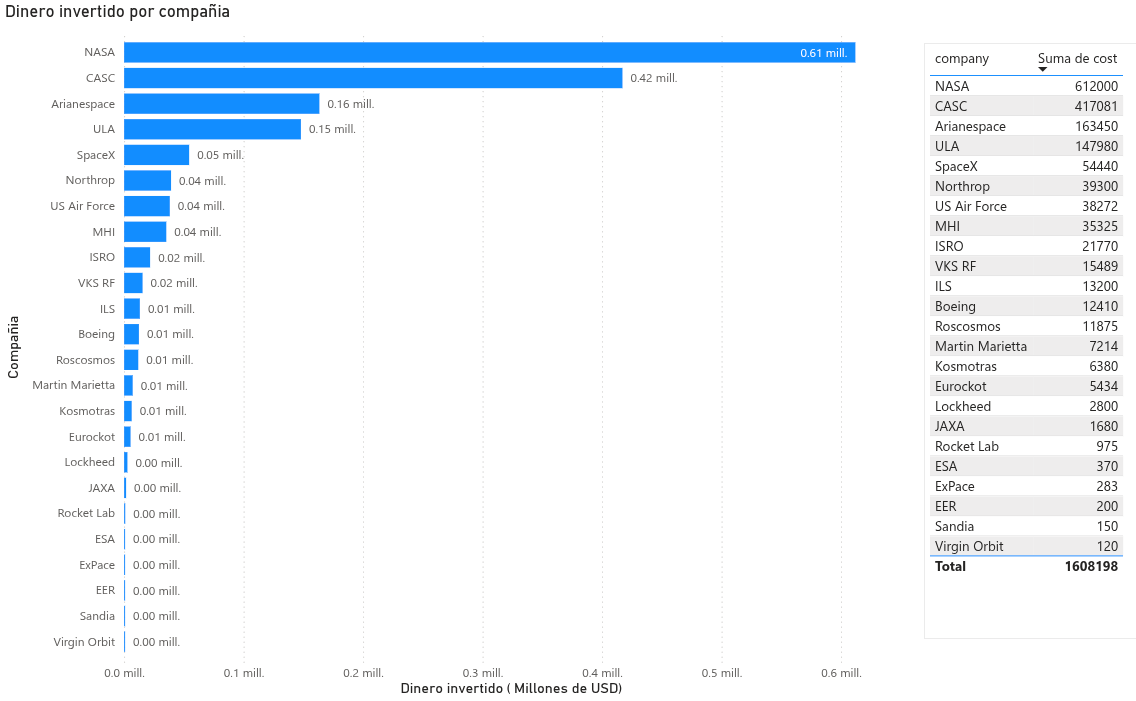 Dinero invertido por compañia
NASA 0.61 mill.
CASC 0.42 mill.
Arianespace 0.16 mill.
ULA 0.15 mill.
SpaceX 0.05 mill.
Northrop 0.04 mill.
US Air Force 0.04 mill.
MHI 0.04 mill.
ISRO 0.02 mill.
VKS RF 0.02 mill.
ILS 0.01 mill.
Boeing 0.01 mill.
Roscosmos 0.01 mill.
Martin Marietta 0.01 mill.
Kosmotras 0.01 mill.
Eurockot 0.01 mill.
Lockheed 0.00 mill.
JAXA 0.00 mill.
Rocket Lab 0.00 mill.
ESA 0.00 mill.
ExPace 0.00 mill.
EER 0.00 mill.
Sandia 0.00 mill.
Virgin Orbit 0.00 mill.
Compañia
0.0 mill. 0.1 mill. 0.2 mill. 0.3 mill. 0.4 mill. 0.5 mill. 0.6 mill.
Dinero invertido ( Millones de USD)
company Suma de cost
NASA 612000
CASC 417081
Arianespace 163450
ULA 147980
SpaceX 54440
Northrop 39300
US Air Force 38272
MHI 35325
ISRO 21770
VKS RF 15489
ILS 13200
Boeing 12410
Roscosmos 11875
Martin Marietta 7214
Kosmotras 6380
Eurockot 5434
Lockheed 2800
JAXA 1680
Rocket Lab 975
ESA 370
ExPace 283
EER 200
Sandia 150
Virgin Orbit 120
Total 1608198